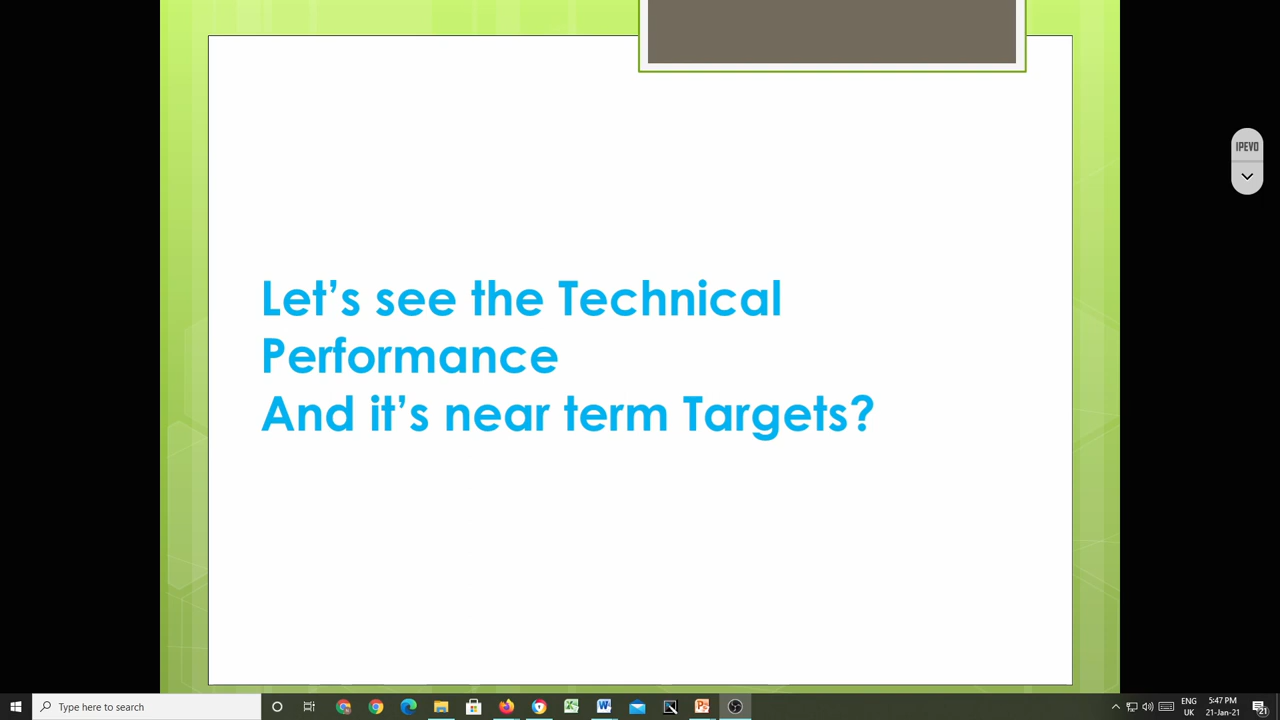 IPEVO
Let's see the Technical
Performance
And it's near term Targets?
Type here to search
ENG
UK
5:47 PM
21-Jan-21
21